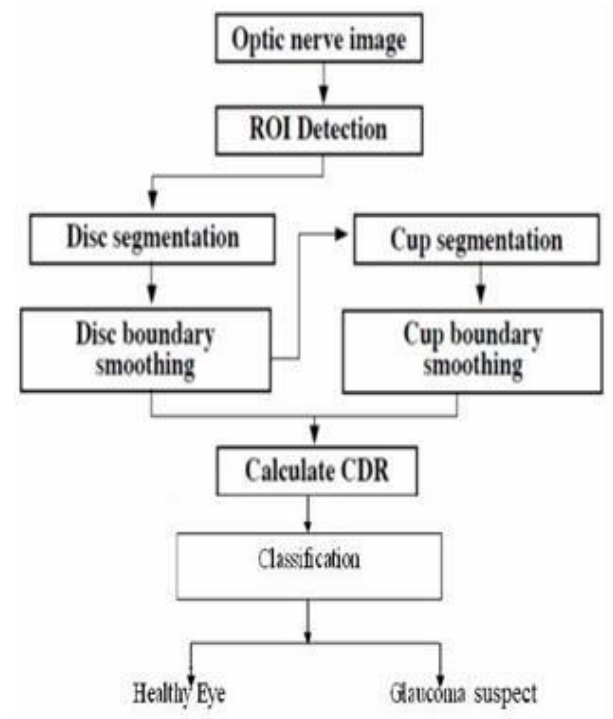 Optic nerve image
ROI Detection
Disc segmentation
Cup segmentation
Disc boundary
smoothing
Cup boundary
smoothing
Calculate CDR
Classification
Healthy Eye
Glaucoma suspect